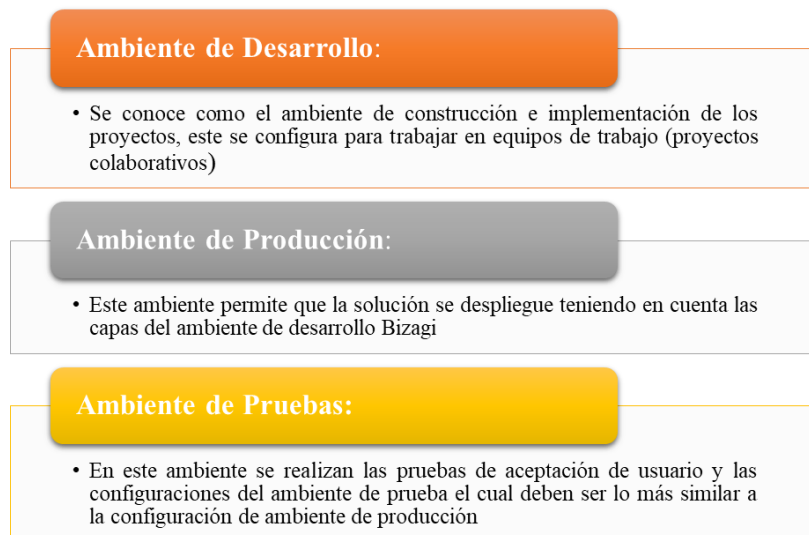 Ambiente de Desarrollo:
• Se conoce como el ambiente de construcción e implementación de los
proyectos, este se configura para trabajar en equipos de trabajo (proyectos
colaborativos)
Ambiente de Producción:
• Este ambiente permite que la solución se despliegue teniendo en cuenta las
capas del ambiente de desarrollo Bizagi
Ambiente de Pruebas:
• En este ambiente se realizan las pruebas de aceptación de usuario y las
configuraciones del ambiente de prueba el cual deben ser lo más similar a
la configuración de ambiente de producción